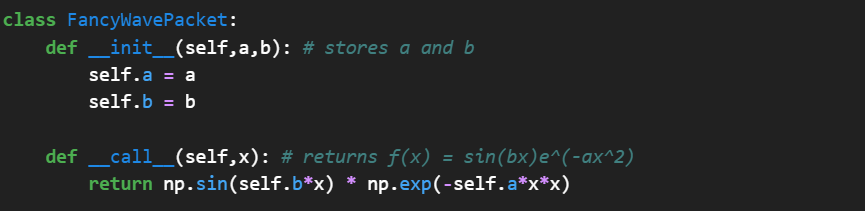 class FancyWavePacket:
    def __init__(self,a,b): # stores a and b
        self.a = a
        self.b = b
    def __call__(self,x): # returns f(x) = sin(bx)e^(-ax^2)
        return np.sin(self.b*x) * np.exp(-self.a*x*x)